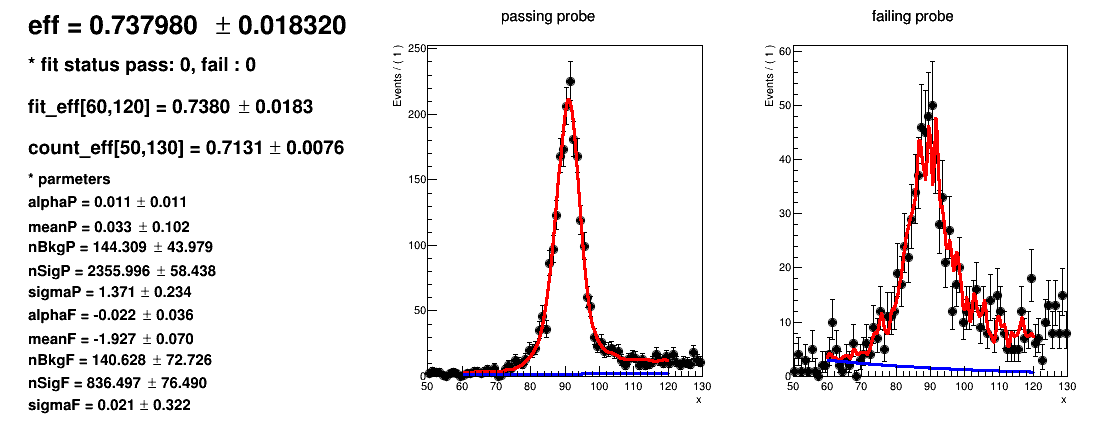 eff = 0.737980 ± 0.018320
* fit status pass: 0, fail : 0
fit_eff[60,120] = 0.7380 ± 0.0183
count_eff[50,130] = 0.7131 ± 0.0076
* parmeters
alphaP = 0.011 ± 0.011
meanP = 0.033 ± 0.102
nBkgP = 144.309 ± 43.979
nSigP = 2355.996 ± 58.438
sigmaP = 1.371 ± 0.234
alphaF = -0.022 ± 0.036
meanF = -1.927 ± 0.070
nBkgF = 140.628 ± 72.726
nSigF = 836.497 ± 76.490
sigmaF = 0.021 ± 0.322
passing probe
Events / ( 1 )
250
200
150
100
50
0
50 60 70 80 90 100 110 120 130
x
failing probe
Events / ( 1 )
60
50
40
30
20
10
0
50 60 70 80 90 100 110 120 130
x